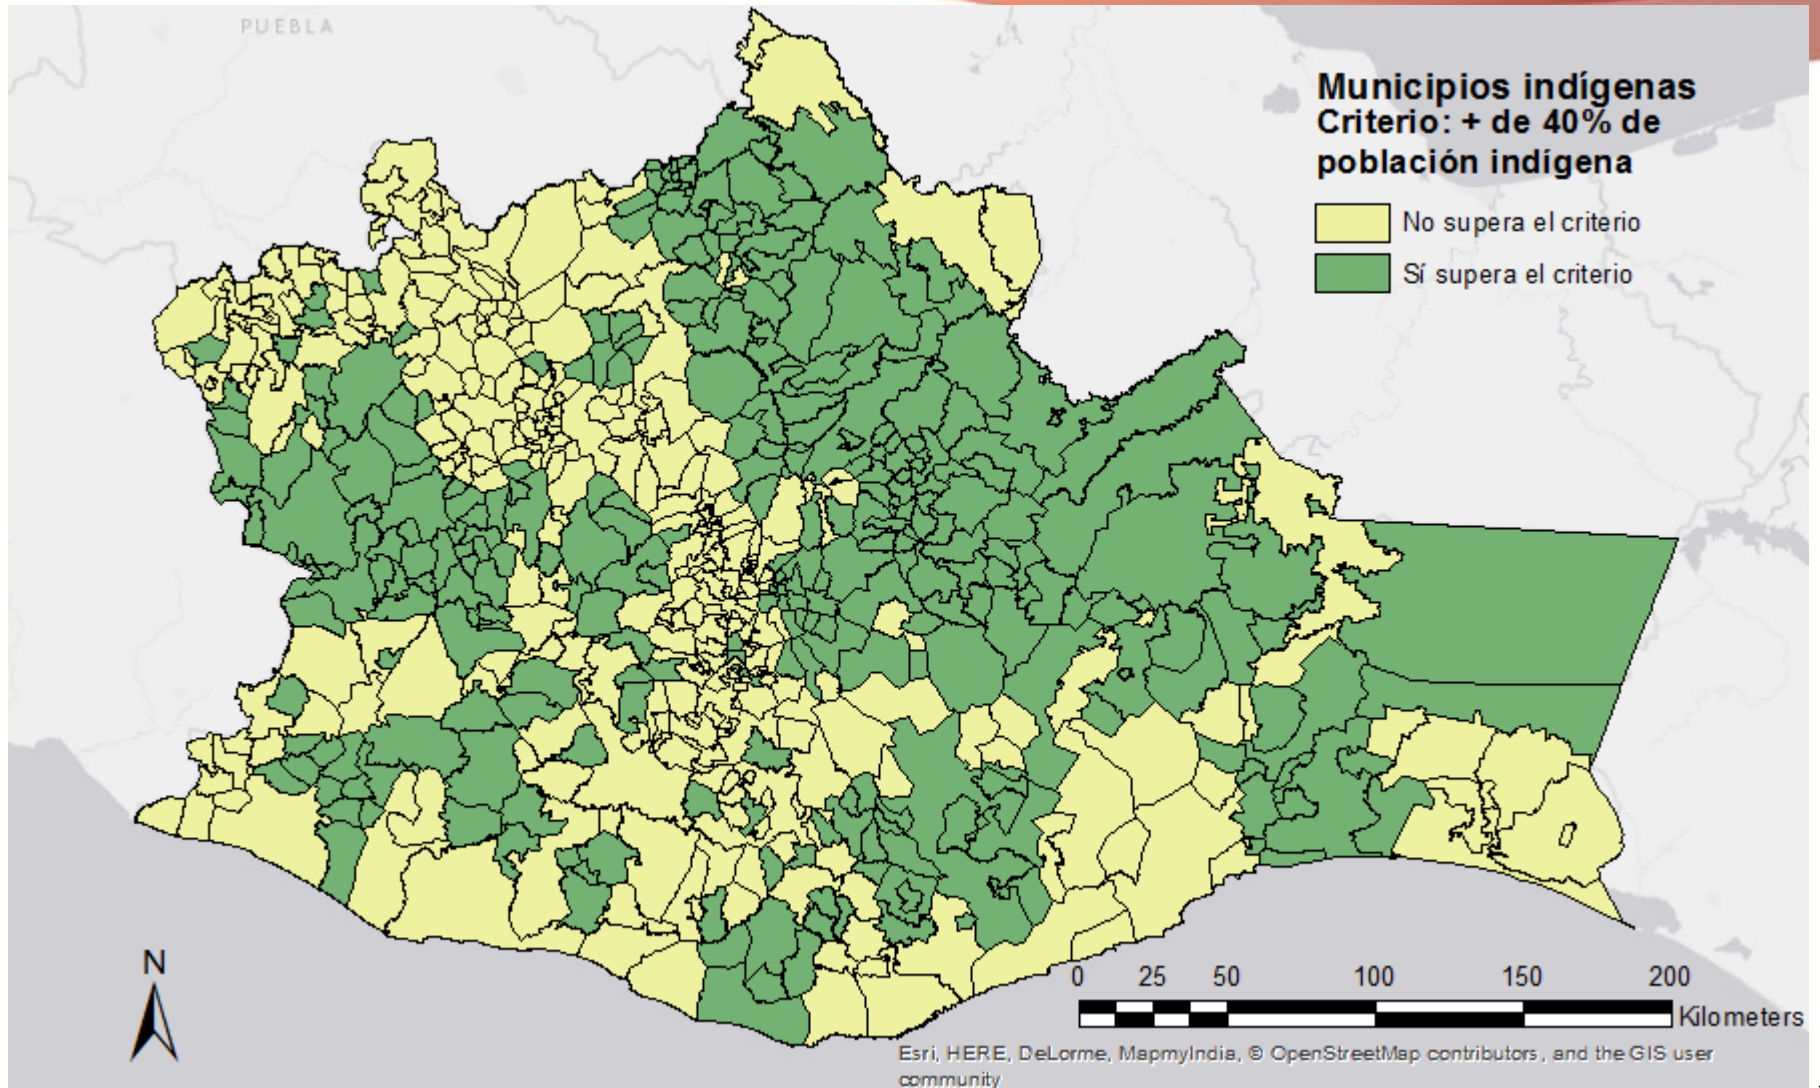 PUEBLA
Municipios indígenas
Criterio: + de 40% de
población indígena
No supera el criterio
Sí supera el criterio
N
0 25 50 100 150 200
Kilometers
Esri, HERE, DeLorme, MapmyIndia, © OpenStreetMap contributors, and the GIS user
community